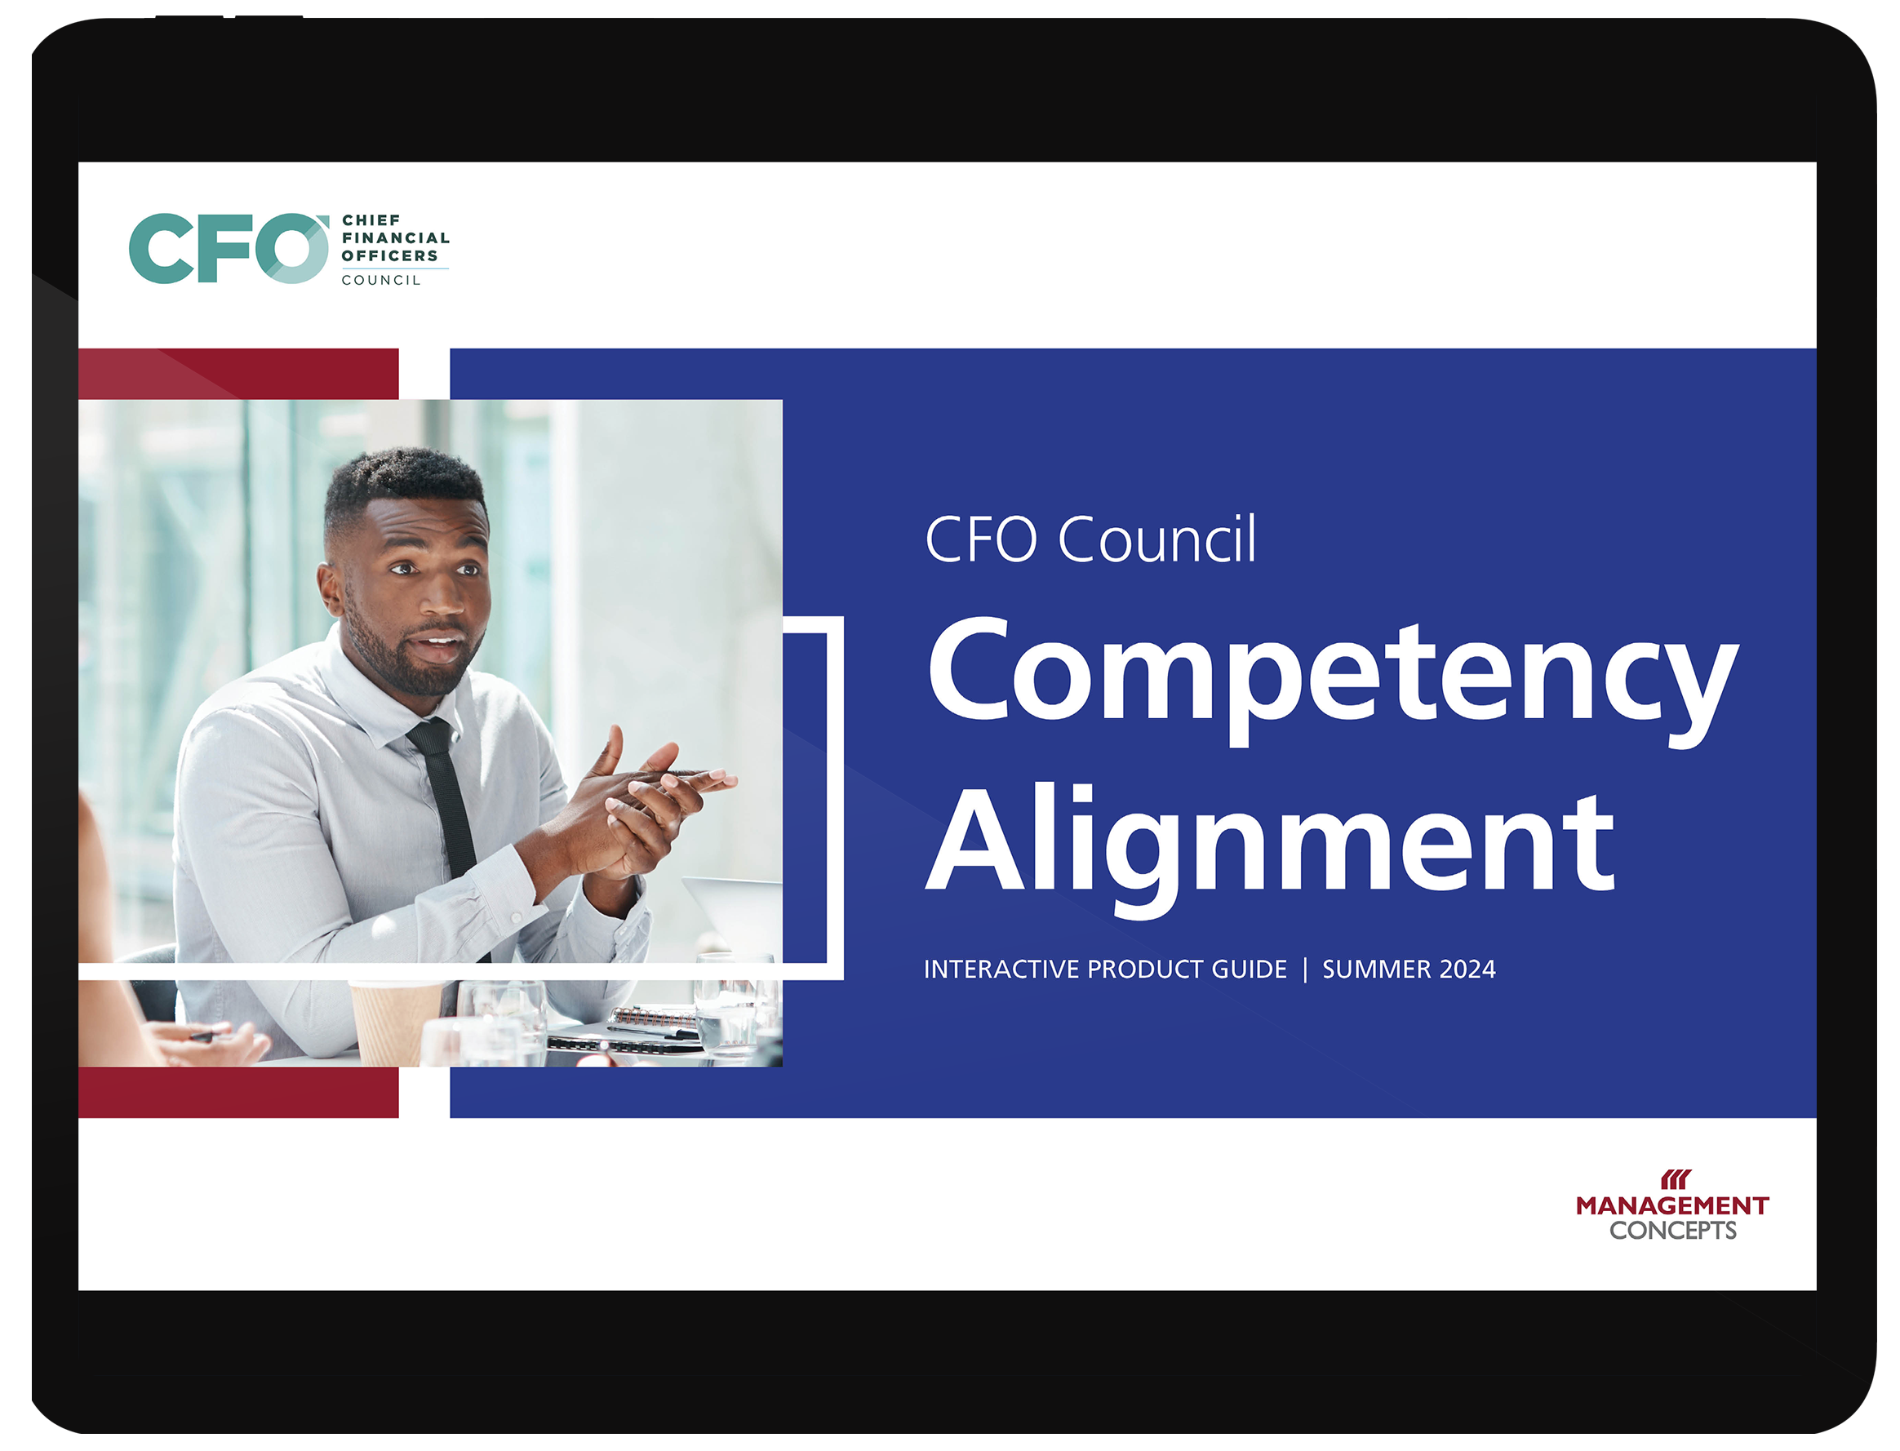 CFO
CHIEF
FINANCIAL
OFFICERS
COUNCIL
CFO Council
Competency
Alignment
INTERACTIVE PRODUCT GUIDE | SUMMER 2024
MANAGEMENT
CONCEPTS